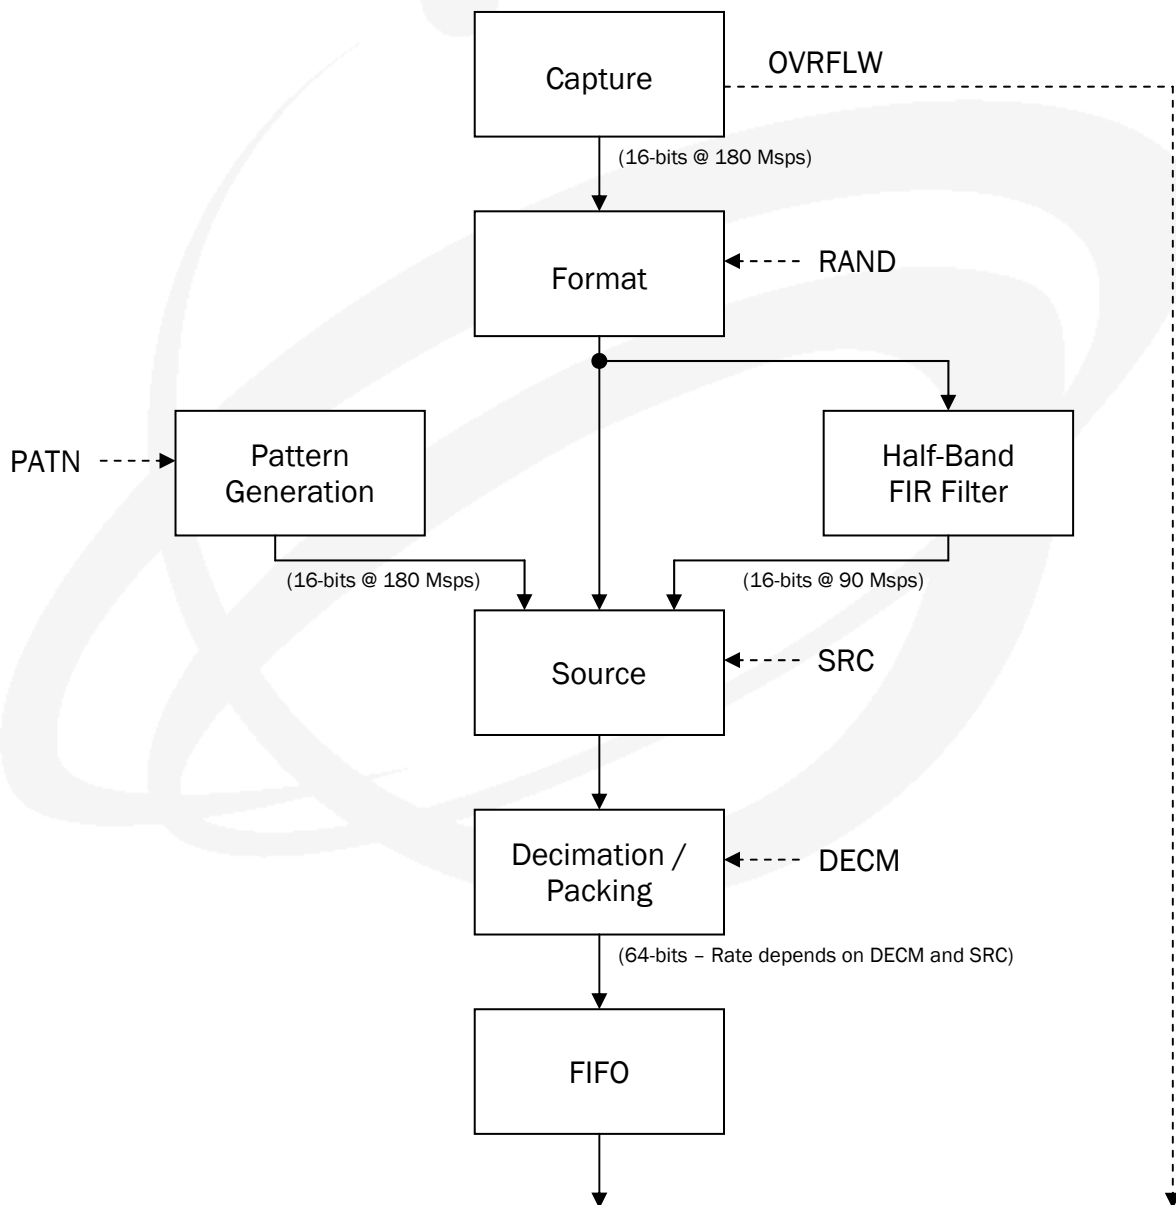 Capture
OVRFLW
(16-bits @ 180 Msps)
Format
RAND
PATN
Pattern
Generation
Half-Band
FIR Filter
(16-bits @ 180 Msps)
(16-bits @ 90 Msps)
Source
SRC
Decimation /
Packing
DECM
(64-bits – Rate depends on DECM and SRC)
FIFO